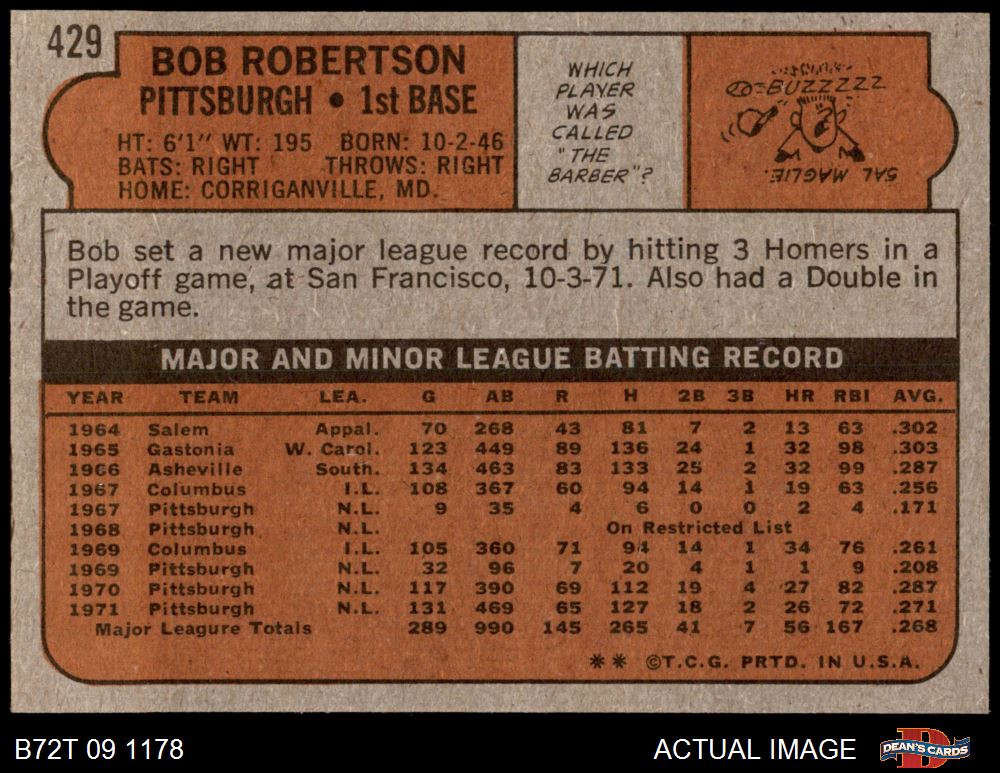 429
BOB ROBERTSON
PITTSBURGH • 1st BASE
HT: 6'1" WT: 195 BORN: 10-2-46
BATS: RIGHT THROWS: RIGHT
HOME: CORRIGANVILLE, MD.
WHICH
PLAYER
WAS
CALLED
"THE
BARBER"?
BUZZZZZ
SAL MAGLIE.
Bob set a new major league record by hitting 3 Homers in a
Playoff game, at San Francisco, 10-3-71. Also had a Double in
the game.
MAJOR AND MINOR LEAGUE BATTING RECORD
YEAR TEAM LEA. G AB R H 2B 3B HR RBI AVG.
1964 Salem Appal. 70 268 43 81 7 2 13 63 .302
1965 Gastonia W. Carol. 123 449 89 136 24 1 32 98 .303
1966 Asheville South. 134 463 83 133 25 2 32 99 .287
1967 Columbus I.L. 108 367 60 94 14 1 19 63 .256
1967 Pittsburgh N.L. 9 35 4 6 0 0 2 4 .171
1968 Pittsburgh N.L. On Restricted List
1969 Columbus I.L. 105 360 71 94 14 1 34 76 .261
1969 Pittsburgh N.L. 32 96 7 20 4 1 1 9 .208
1970 Pittsburgh N.L. 117 390 69 112 19 4 27 82 .287
1971 Pittsburgh N.L. 131 469 65 127 18 2 26 72 .271
Major Leagure Totals 289 990 145 265 41 7 56 167 .268
** ©T.C.G. PRTD. IN U.S.A.
B72T 09 1178
ACTUAL IMAGE
DEAN'S CARDS